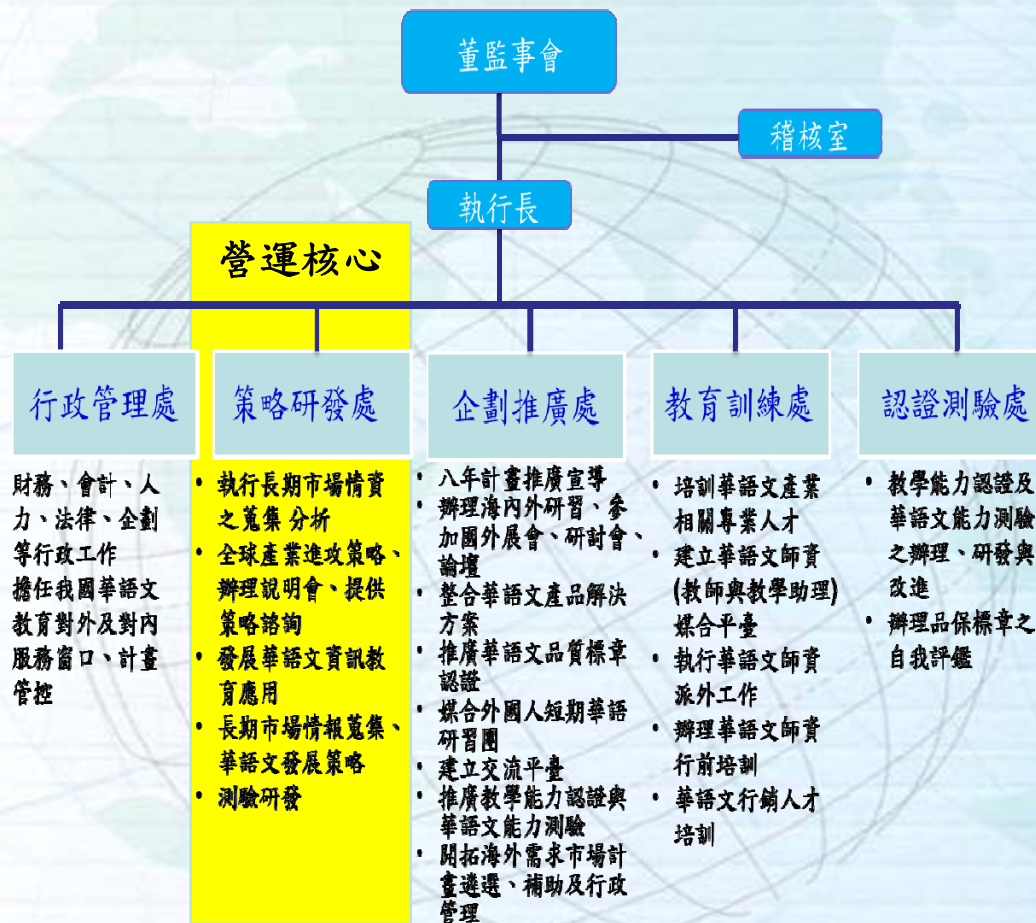 董監事會
稽核室
執行長
營運核心
行政管理處
財務、會計、人
力、法律、企劃
等行政工作
擔任我國華語文
教育對外及對內
服務窗口、計畫
管控
策略研發處
• 執行長期市場情資
之蒐集 分析
• 全球產業進攻策略、
辦理說明會、提供
策略諮詢
• 發展華語文資訊教
育應用
• 長期市場情報蒐集、
華語文發展策略
• 測驗研發
企劃推廣處
• 八年計畫推廣宣導
• 辦理海內外研習、參
加國外展會、研討會、
論壇
• 整合華語文產品解決
方案
• 推廣華語文品質標章
認證
• 媒合外國人短期華語
研習團
• 建立交流平臺
• 推廣教學能力認證與
華語文能力測驗
• 開拓海外需求市場計
畫遴選、補助及行政
管理
教育訓練處
• 培訓華語文產業
相關專業人才
• 建立華語文師資
(教師與教學助理)
媒合平臺
• 執行華語文師資
派外工作
• 辦理華語文師資
行前培訓
• 華語文行銷人才
培訓
認證測驗處
• 教學能力認證及
華語文能力測驗
之辦理、研發與
改進
• 辦理品保標章之
自我評鑑